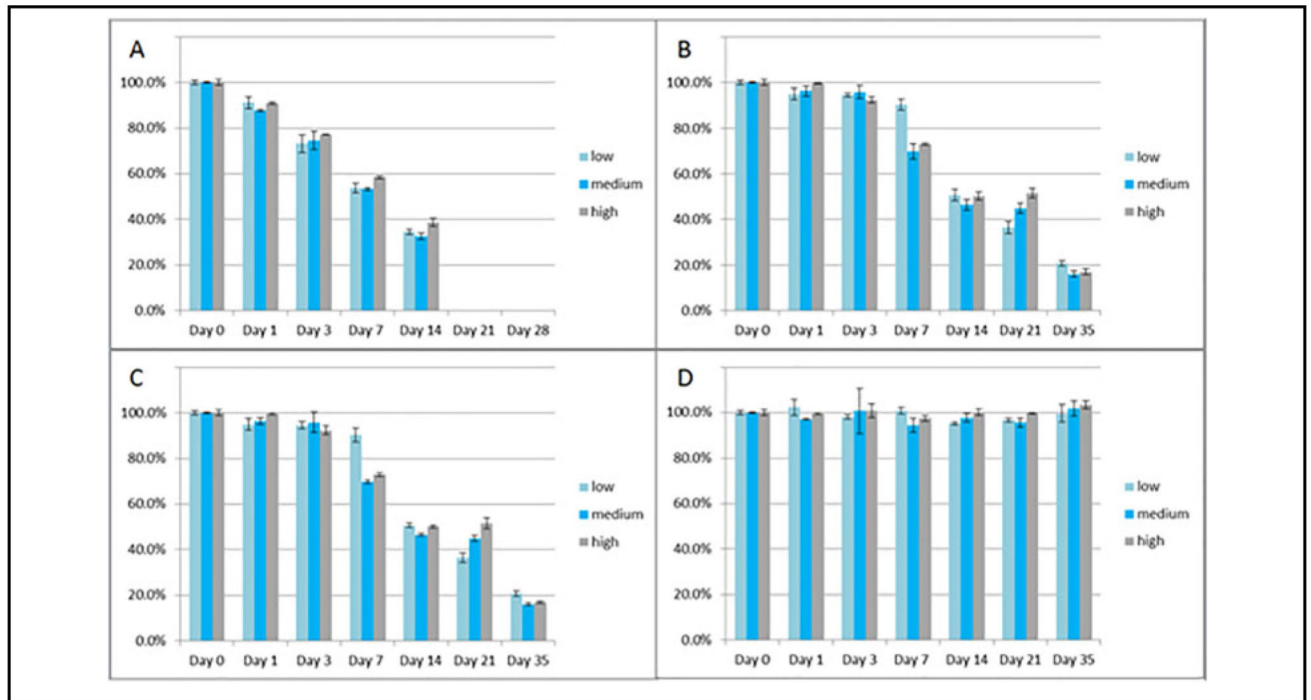 A
100.0%
80.0%
60.0%
40.0%
20.0%
0.0%
Day 0 Day 1 Day 3 Day 7 Day 14 Day 21 Day 28
low
medium
high
B
100.0%
80.0%
60.0%
40.0%
20.0%
0.0%
Day 0 Day 1 Day 3 Day 7 Day 14 Day 21 Day 35
low
medium
high
C
100.0%
80.0%
60.0%
40.0%
20.0%
0.0%
Day 0 Day 1 Day 3 Day 7 Day 14 Day 21 Day 35
low
medium
high
D
100.0%
80.0%
60.0%
40.0%
20.0%
0.0%
Day 0 Day 1 Day 3 Day 7 Day 14 Day 21 Day 35
low
medium
high